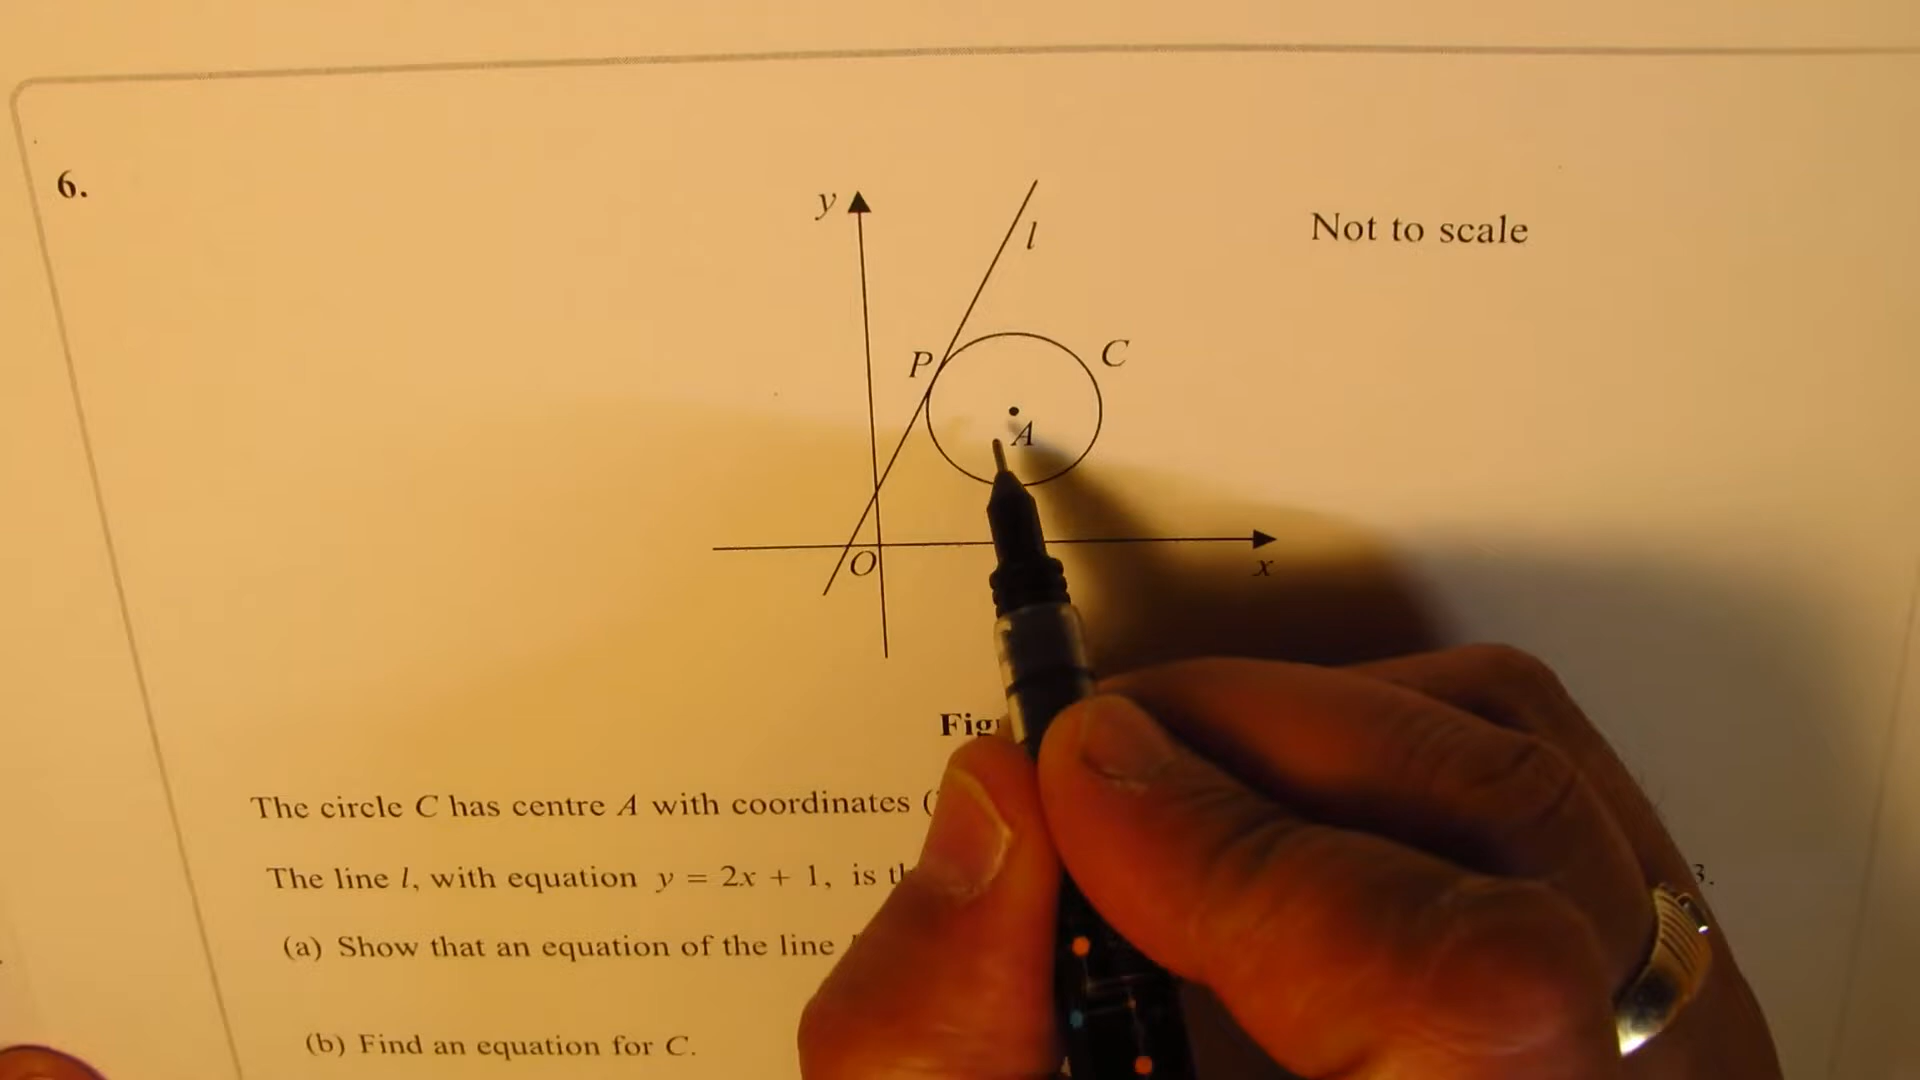 6.
y
l
Not to scale
P
C
A
O
x
The circle C has centre A with coordinates (
The line l, with equation y = 2x + 1, is 3.
(a) Show that an equation of the line
(b) Find an equation for C.